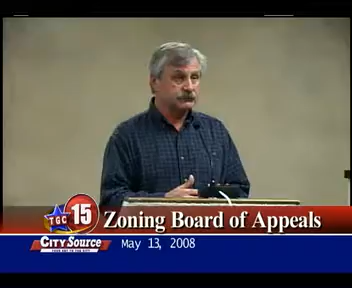 TGC 15
Zoning Board of Appeals
CITY SOURCE
May 13, 2008